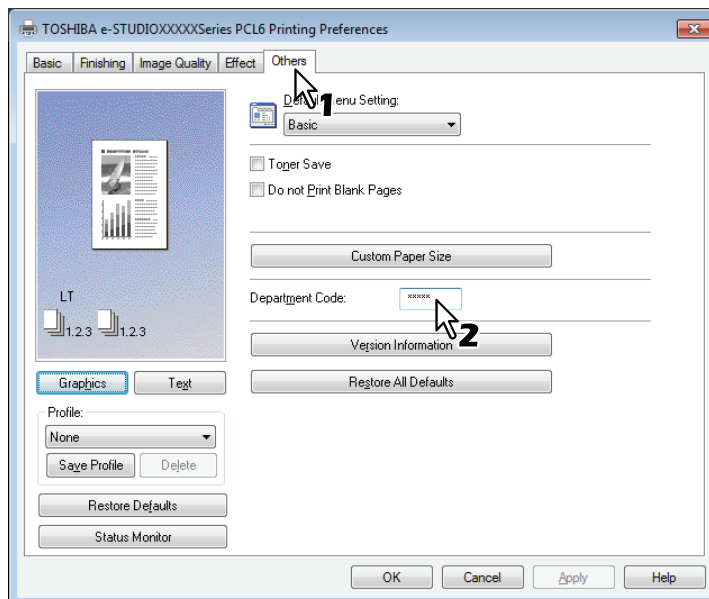 TOSHIBA e-STUDIOXXXXXSeries PCL6 Printing Preferences
Basic Finishing Image Quality Effect Others
1
Menu Setting:
Basic
Toner Save
Do not Print Blank Pages
Custom Paper Size
LT
1.2.3 1.2.3
Department Code: xxxxx
2
Version Information
Graphics Text
Restore All Defaults
Profile:
None
Save Profile Delete
Restore Defaults
Status Monitor
OK Cancel Apply Help